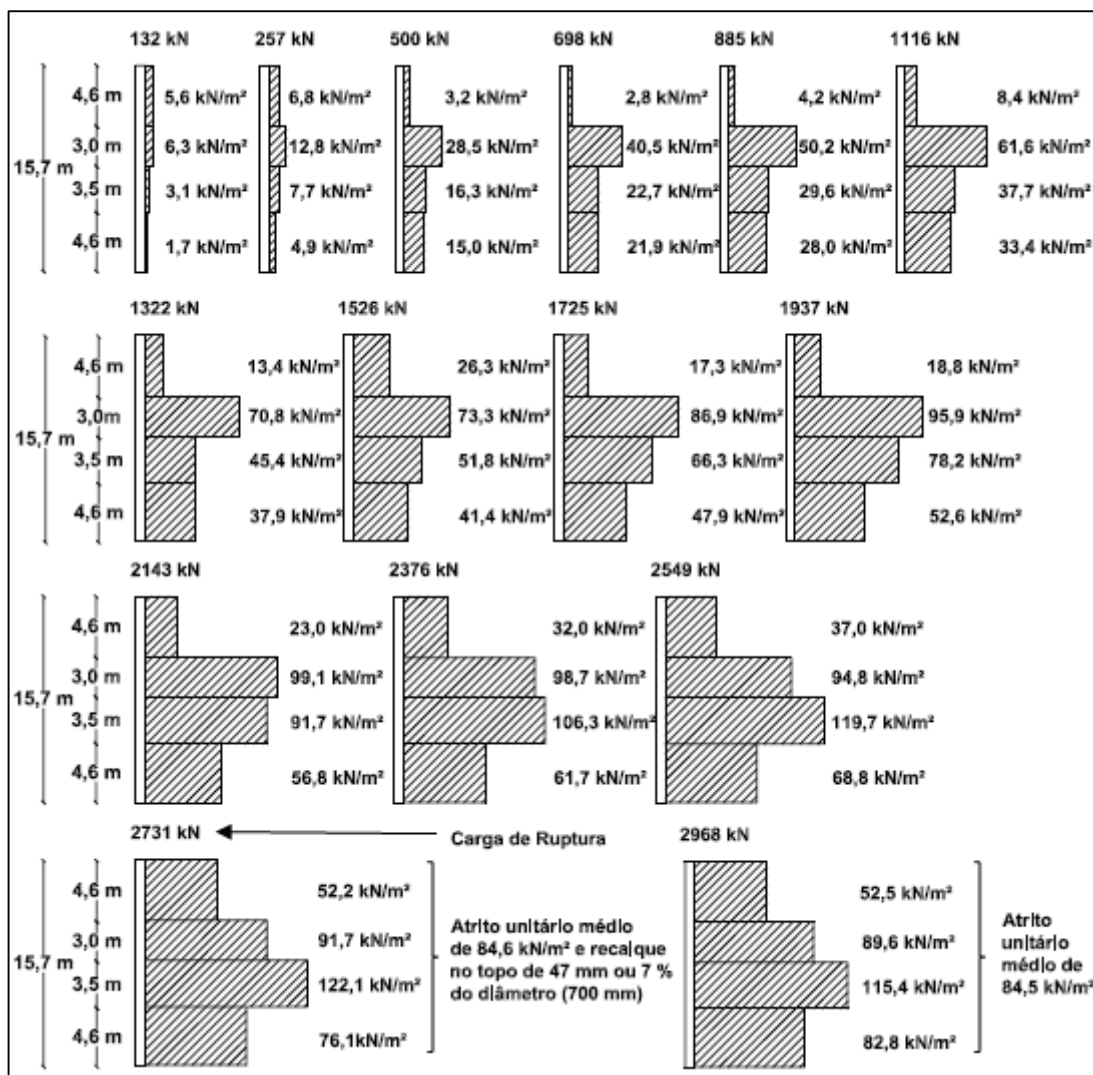 132 kN 257 kN 500 kN 698 kN 885 kN 1116 kN
4,6 m 5,6 kN/m² 6,8 kN/m² 3,2 kN/m² 2,8 kN/m² 4,2 kN/m² 8,4 kN/m²
3,0 m 6,3 kN/m² 12,8 kN/m² 28,5 kN/m² 40,5 kN/m² 50,2 kN/m² 61,6 kN/m²
15,7 m
3,5 m 3,1 kN/m² 7,7 kN/m² 16,3 kN/m² 22,7 kN/m² 29,6 kN/m² 37,7 kN/m²
4,6 m 1,7 kN/m² 4,9 kN/m² 15,0 kN/m² 21,9 kN/m² 28,0 kN/m² 33,4 kN/m²
1322 kN 1526 kN 1725 kN 1937 kN
4,6 m 13,4 kN/m² 26,3 kN/m² 17,3 kN/m² 18,8 kN/m²
3,0m 70,8 kN/m² 73,3 kN/m² 86,9 kN/m² 95,9 kN/m²
15,7 m
3,5 m 45,4 kN/m² 51,8 kN/m² 66,3 kN/m² 78,2 kN/m²
4,6 m 37,9 kN/m² 41,4 kN/m² 47,9 kN/m² 52,6 kN/m²
2143 kN 2376 kN 2549 kN
4,6 m 23,0 kN/m² 32,0 kN/m² 37,0 kN/m²
3,0 m 99,1 kN/m² 98,7 kN/m² 94,8 kN/m²
15,7 m
3,5 m 91,7 kN/m² 106,3 kN/m² 119,7 kN/m²
4,6 m 56,8 kN/m² 61,7 kN/m² 68,8 kN/m²
2731 kN Carga de Ruptura 2968 kN
4,6 m 52,2 kN/m² 52,5 kN/m²
3,0 m 91,7 kN/m² 89,6 kN/m²
15,7 m
3,5 m 122,1 kN/m² 115,4 kN/m²
4,6 m 76,1kN/m² 82,8 kN/m²
Atrito unitário médio
de 84,6 kN/m² e recalque
no topo de 47 mm ou 7 %
do diâmetro (700 mm)
Atrito
unitário
médio de
84,5 kN/m²